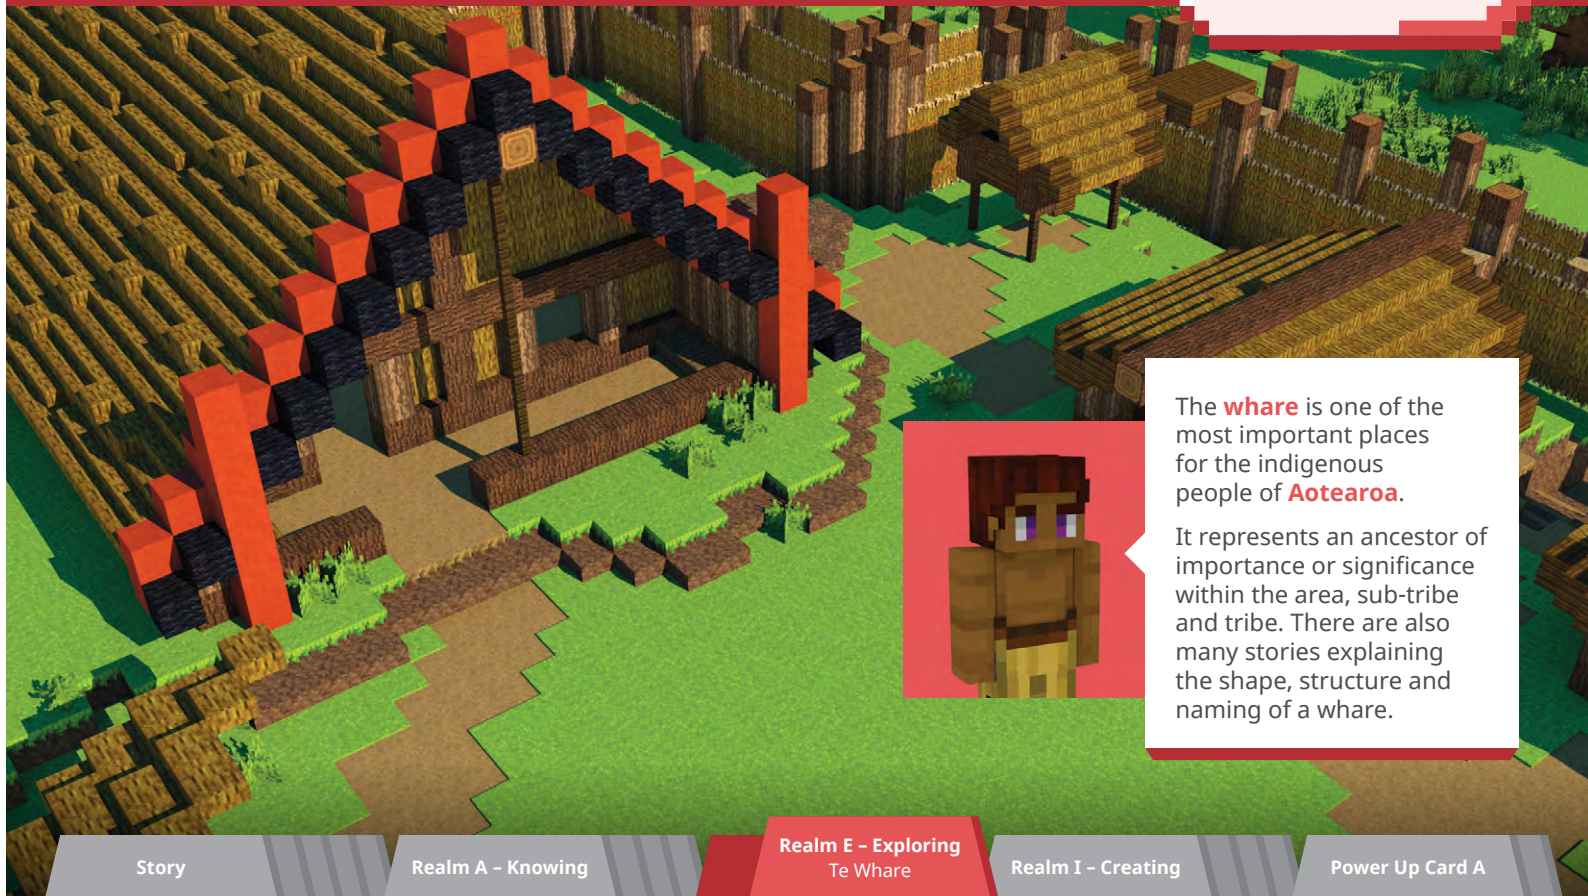 The whare is one of the
most important places
for the indigenous
people of Aotearoa.
It represents an ancestor of
importance or significance
within the area, sub-tribe
and tribe. There are also
many stories explaining
the shape, structure and
naming of a whare.
Story
Realm A – Knowing
Realm E – Exploring
Te Whare
Realm I – Creating
Power Up Card A